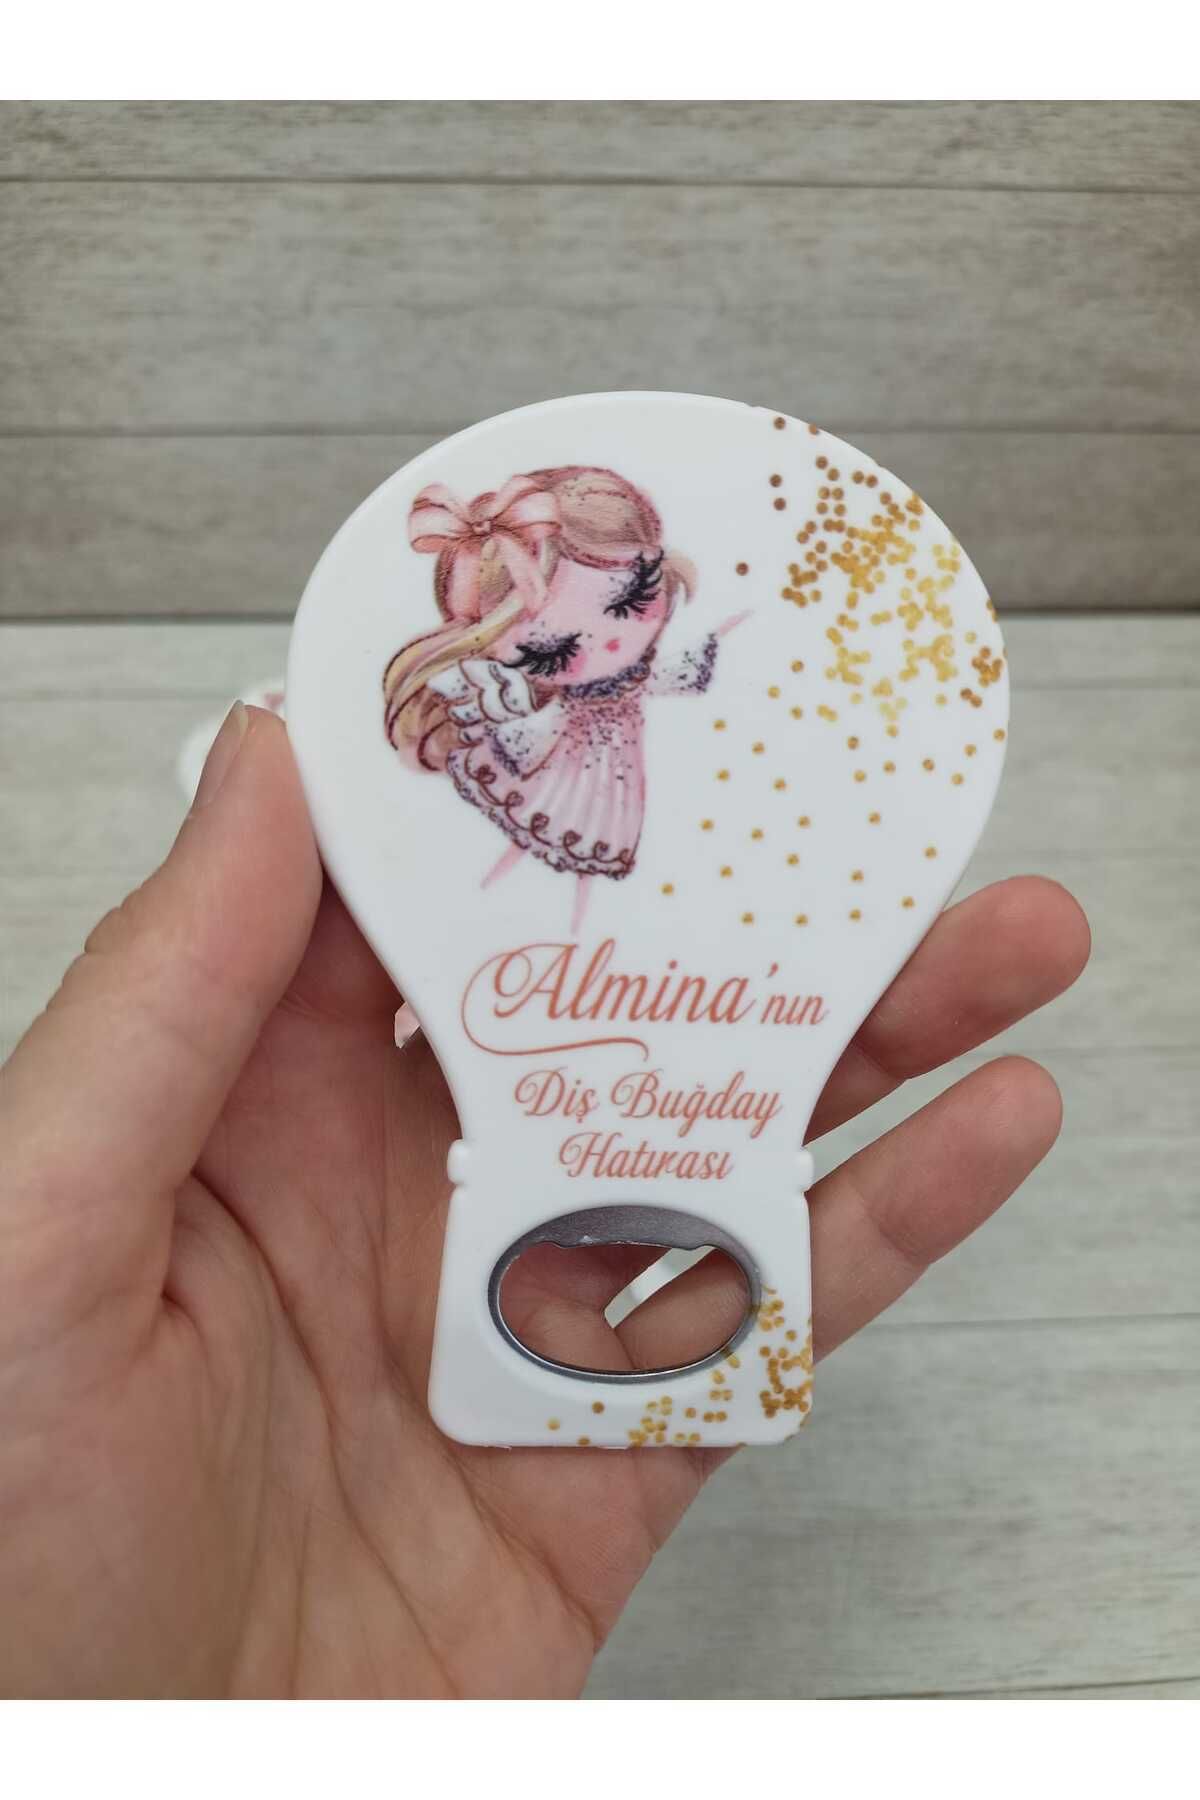 Almina'nın
Diş Buğday
Hatırası